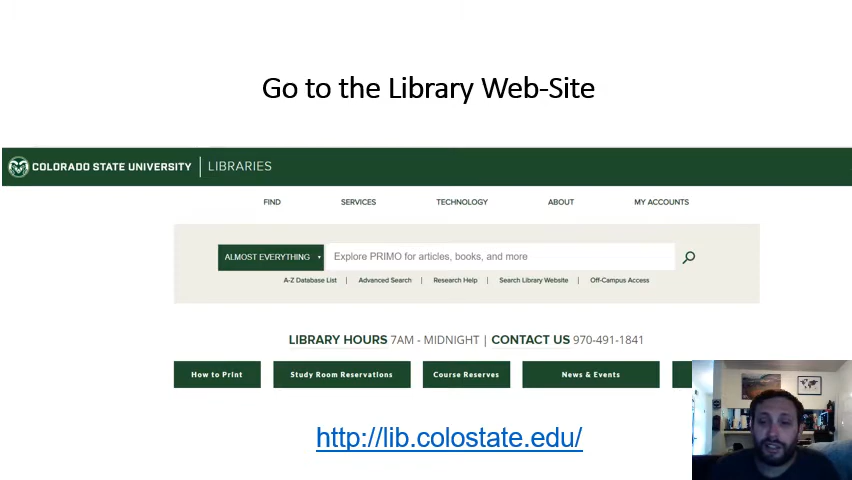 Go to the Library Web-Site
COLORADO STATE UNIVERSITY | LIBRARIES
FIND SERVICES TECHNOLOGY ABOUT MY ACCOUNTS
ALMOST EVERYTHING Explore PRIMO for articles, books, and more
A-Z Database List | Advanced Search | Research Help | Search Library Website | Off-Campus Access
LIBRARY HOURS 7AM - MIDNIGHT | CONTACT US 970-491-1841
How to Print Study Room Reservations Course Reserves News & Events
http://lib.colostate.edu/